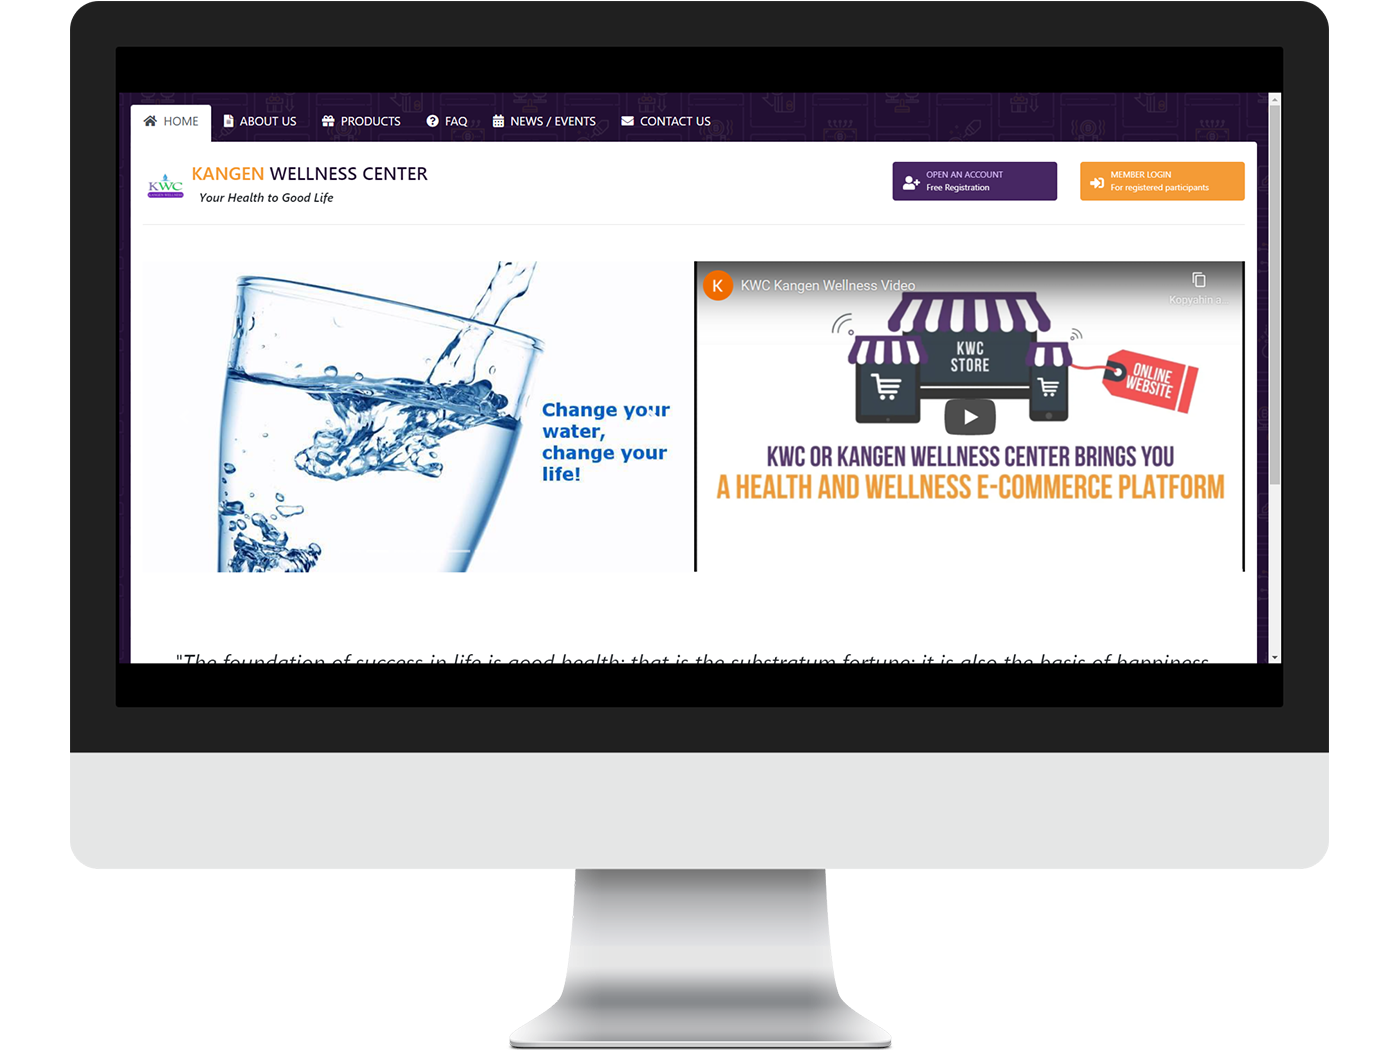 HOME ABOUT US PRODUCTS FAQ NEWS / EVENTS CONTACT US
KWC
KANGEN WELLNESS CENTER
Your Health to Good Life
OPEN AN ACCOUNT
Free Registration
MEMBER LOGIN
For registered participants
Change your
water,
change your
life!
K KWC Kangen Wellness Video
Kopyahin a...
KWC
STORE
ONLINE
WEBSITE
KWC OR KANGEN WELLNESS CENTER BRINGS YOU
A HEALTH AND WELLNESS E-COMMERCE PLATFORM
"The foundation of success in life is good health; that is the substratum fortune; it is also the basis of happiness.